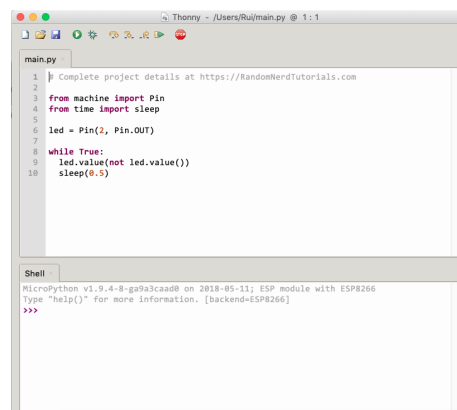 Thonny - /Users/Rui/main.py @ 1:1
STOP
main.py
1 # Complete project details at https://RandomNerdTutorials.com
2
3 from machine import Pin
4 from time import sleep
5
6 led = Pin(2, Pin.OUT)
7
8 while True:
9   led.value(not led.value())
10   sleep(0.5)
Shell
MicroPython v1.9.4-8-ga9a3caad0 on 2018-05-11; ESP module with ESP8266
Type "help()" for more information. [backend=ESP8266]
>>>